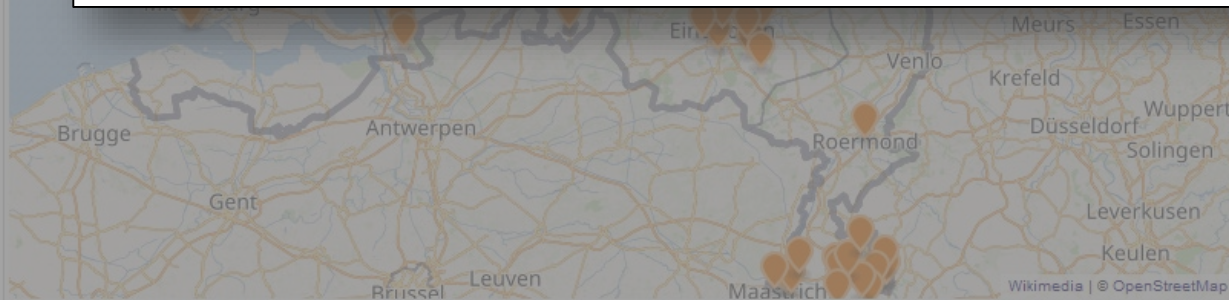 Meurs
Essen
Venlo
Krefeld
Wuppert
Brugge
Antwerpen
Roermond
Düsseldorf
Solingen
Gent
Leverkusen
Keulen
Leuven
Brussel
Wikimedia | © OpenStreetMap